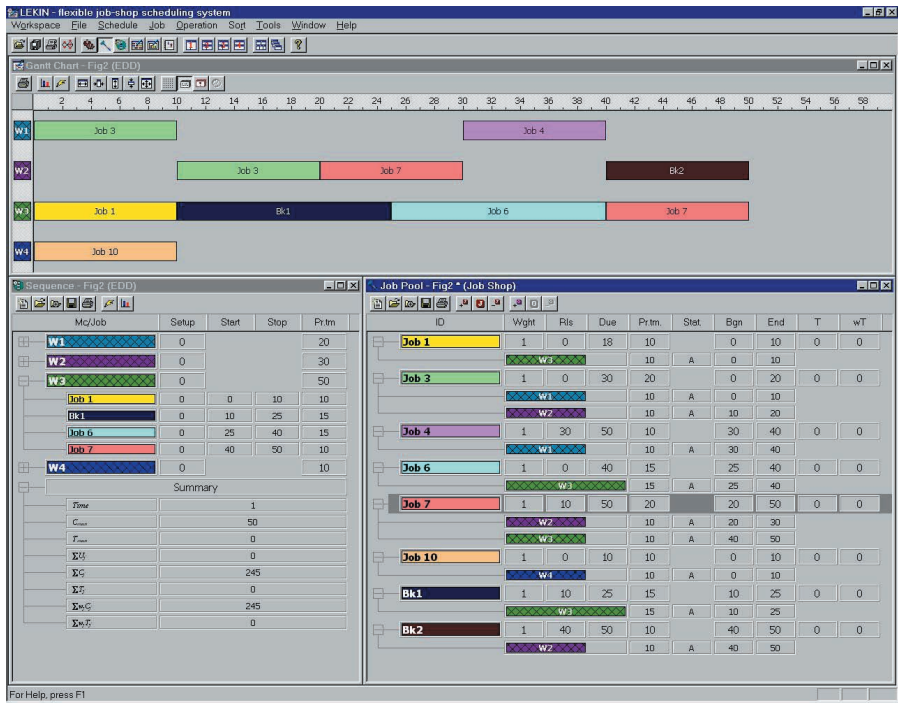 LEKIN - flexible job-shop scheduling system
Workspace File Schedule Job Operation Sort Tools Window Help
Gantt Chart - Fig2 (EDD)
2 4 6 8 10 12 14 16 18 20 22 24 26 28 30 32 34 36 38 40 42 44 46 48 50 52 54 56 58
W1 Job 3 Job 4
W2 Job 3 Job 7 Bk2
W3 Job 1 Bk1 Job 6 Job 7
W4 Job 10
Sequence - Fig2 (EDD)
Mc/Job Setup Start Stop Pr.tm
W1 0 20
W2 0 30
W3 0 50
Job 1 0 0 10 10
Bk1 0 10 25 15
Job 6 0 25 40 15
Job 7 0 40 50 10
W4 0 10
Summary
Time 1
50
0
ΣUj 0
ΣCj 245
ΣTj 0
ΣwjCj 245
ΣwjTj 0
Job Pool - Fig2 * (Job Shop)
ID Wght Rls Due Pr.tm. Stat. Bgn End T wT
Job 1 1 0 18 10 0 10 0 0
W3 10 A 0 10
Job 3 1 0 30 20 0 20 0 0
W1 10 A 0 10
W2 10 A 10 20
Job 4 1 30 50 10 30 40 0 0
W1 10 A 30 40
Job 6 1 0 40 15 25 40 0 0
W3 15 A 25 40
Job 7 1 10 50 20 20 50 0 0
W2 10 A 20 30
W3 10 A 40 50
Job 10 1 0 10 10 0 10 0 0
W4 10 A 0 10
Bk1 1 10 25 15 10 25 0 0
W3 15 A 10 25
Bk2 1 40 50 10 40 50 0 0
W2 10 A 40 50
For Help, press F1